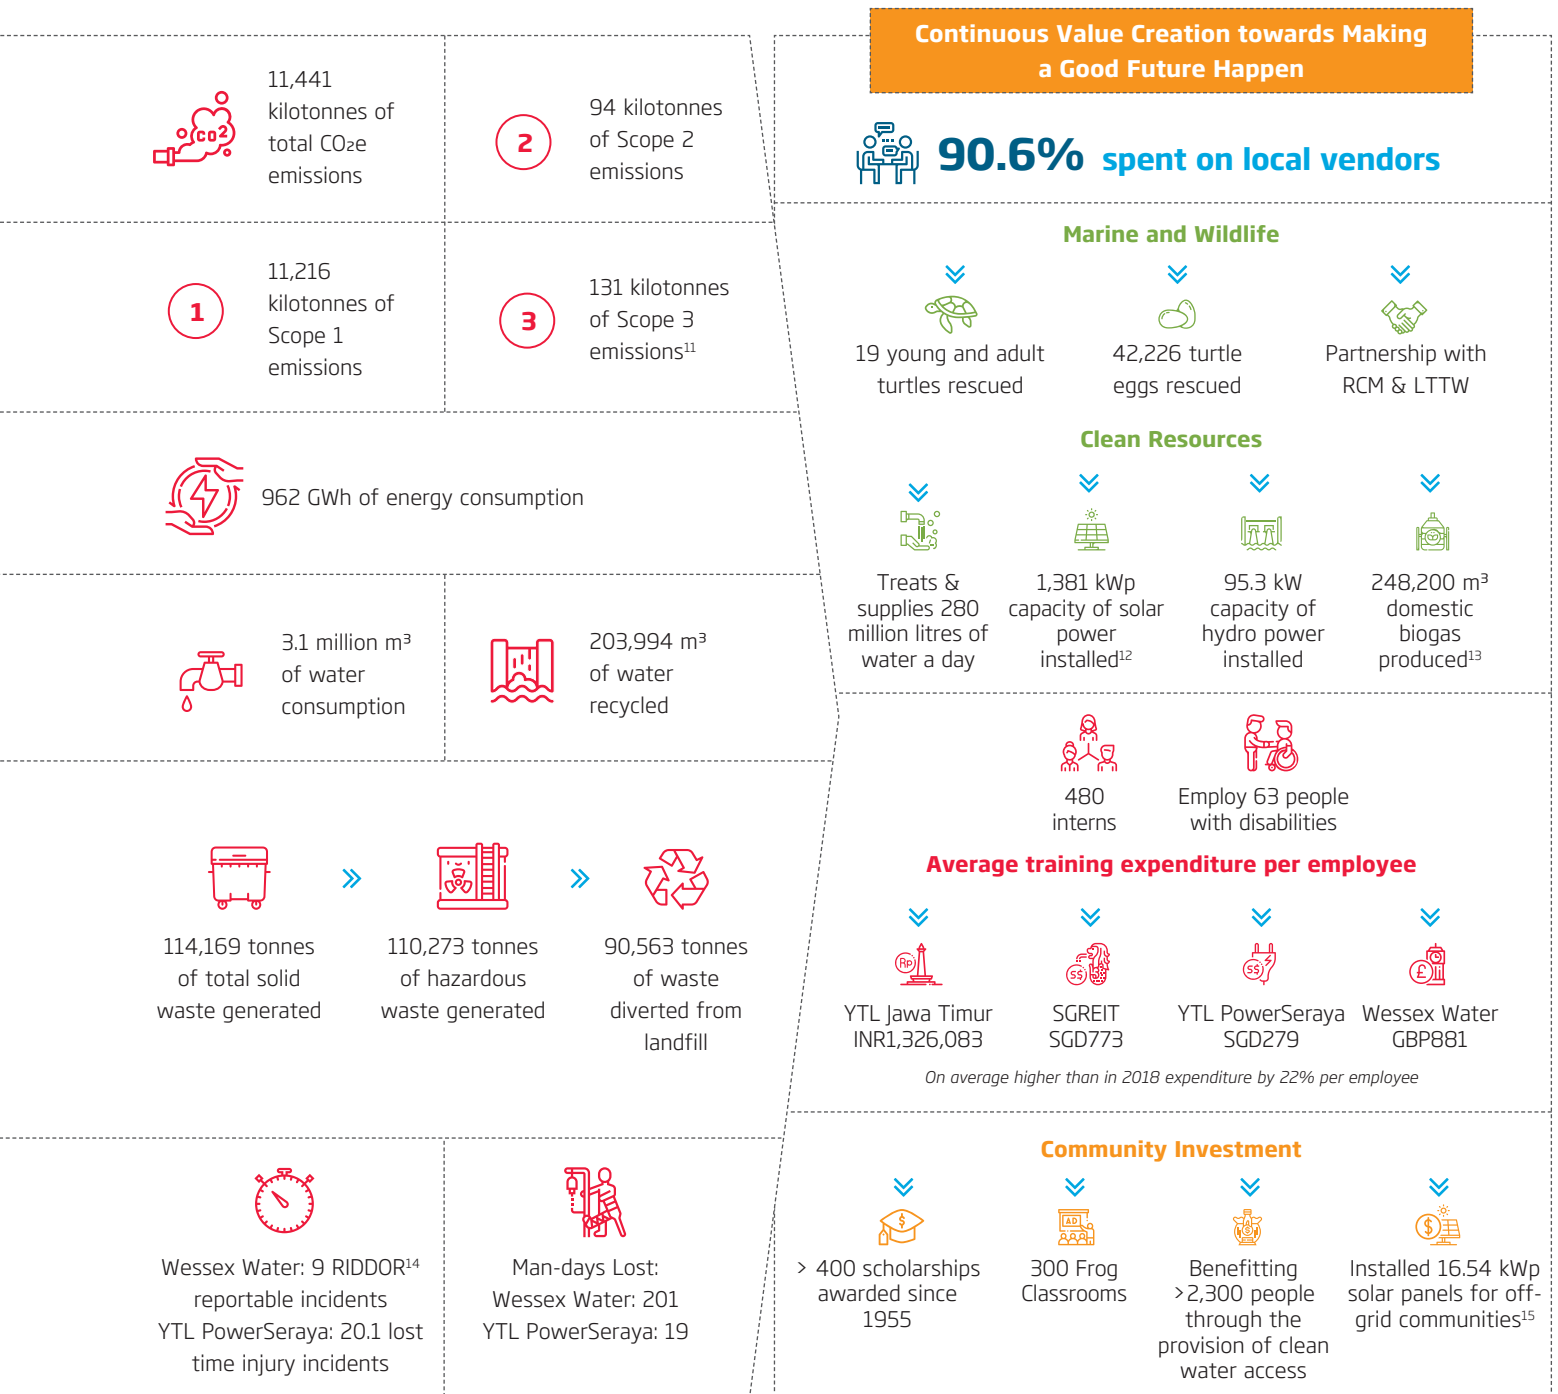 11,441
kilotonnes of
total CO₂e
emissions
CO2
94 kilotonnes
of Scope 2
emissions
2
11,216
kilotonnes of
Scope 1
emissions
1
131 kilotonnes
of Scope 3
emissions¹¹
3
962 GWh of energy consumption
3.1 million m³
of water
consumption
203,994 m³
of water
recycled
114,169 tonnes
of total solid
waste generated
110,273 tonnes
of hazardous
waste generated
90,563 tonnes
of waste
diverted from
landfill
Wessex Water: 9 RIDDOR¹⁴
reportable incidents
YTL PowerSeraya: 20.1 lost
time injury incidents
Man-days Lost:
Wessex Water: 201
YTL PowerSeraya: 19
Continuous Value Creation towards Making
a Good Future Happen
90.6% spent on local vendors
Marine and Wildlife
19 young and adult
turtles rescued
42,226 turtle
eggs rescued
Partnership with
RCM & LTTW
Clean Resources
Treats &
supplies 280
million litres of
water a day
1,381 kWp
capacity of solar
power
installed¹²
95.3 kW
capacity of
hydro power
installed
248,200 m³
domestic
biogas
produced¹³
480
interns
Employ 63 people
with disabilities
Average training expenditure per employee
Rp
S$
S$
£
YTL Jawa Timur
INR1,326,083
SGREIT
SGD773
YTL PowerSeraya
SGD279
Wessex Water
GBP881
On average higher than in 2018 expenditure by 22% per employee
Community Investment
$
AD
$
$
> 400 scholarships
awarded since
1955
300 Frog
Classrooms
Benefitting
>2,300 people
through the
provision of clean
water access
Installed 16.54 kWp
solar panels for off-
grid communities¹⁵